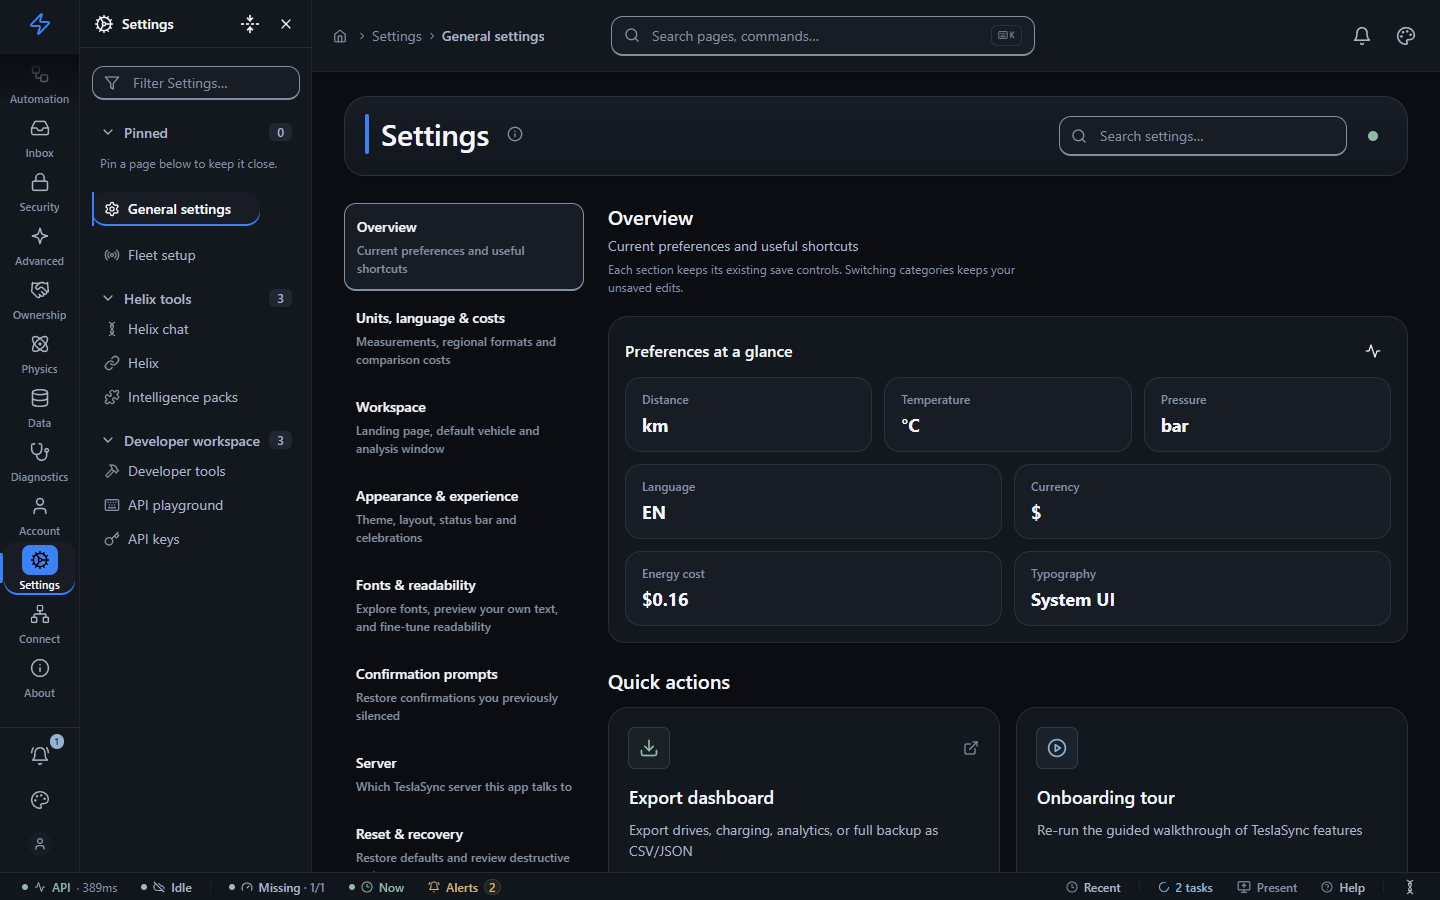 Automation
Inbox
Security
Advanced
Ownership
Physics
Data
Diagnostics
Account
Settings
Connect
About
1
Settings
Filter Settings...
Pinned
0
Pin a page below to keep it close.
General settings
Fleet setup
Helix tools
3
Helix chat
Helix
Intelligence packs
Developer workspace
3
Developer tools
API playground
API keys
Settings
General settings
Search pages, commands...
K
Settings
Search settings...
Overview
Current preferences and useful
shortcuts
Units, language & costs
Measurements, regional formats and
comparison costs
Workspace
Landing page, default vehicle and
analysis window
Appearance & experience
Theme, layout, status bar and
celebrations
Fonts & readability
Explore fonts, preview your own text,
and fine-tune readability
Confirmation prompts
Restore confirmations you previously
silenced
Server
Which TeslaSync server this app talks to
Reset & recovery
Restore defaults and review destructive
Overview
Current preferences and useful shortcuts
Each section keeps its existing save controls. Switching categories keeps your
unsaved edits.
Preferences at a glance
Distance
km
Temperature
°C
Pressure
bar
Language
EN
Currency
$
Energy cost
$0.16
Typography
System UI
Quick actions
Export dashboard
Export drives, charging, analytics, or full backup as
CSV/JSON
Onboarding tour
Re-run the guided walkthrough of TeslaSync features
API · 389ms
Idle
Missing · 1/1
Now
Alerts 2
Recent
2 tasks
Present
Help